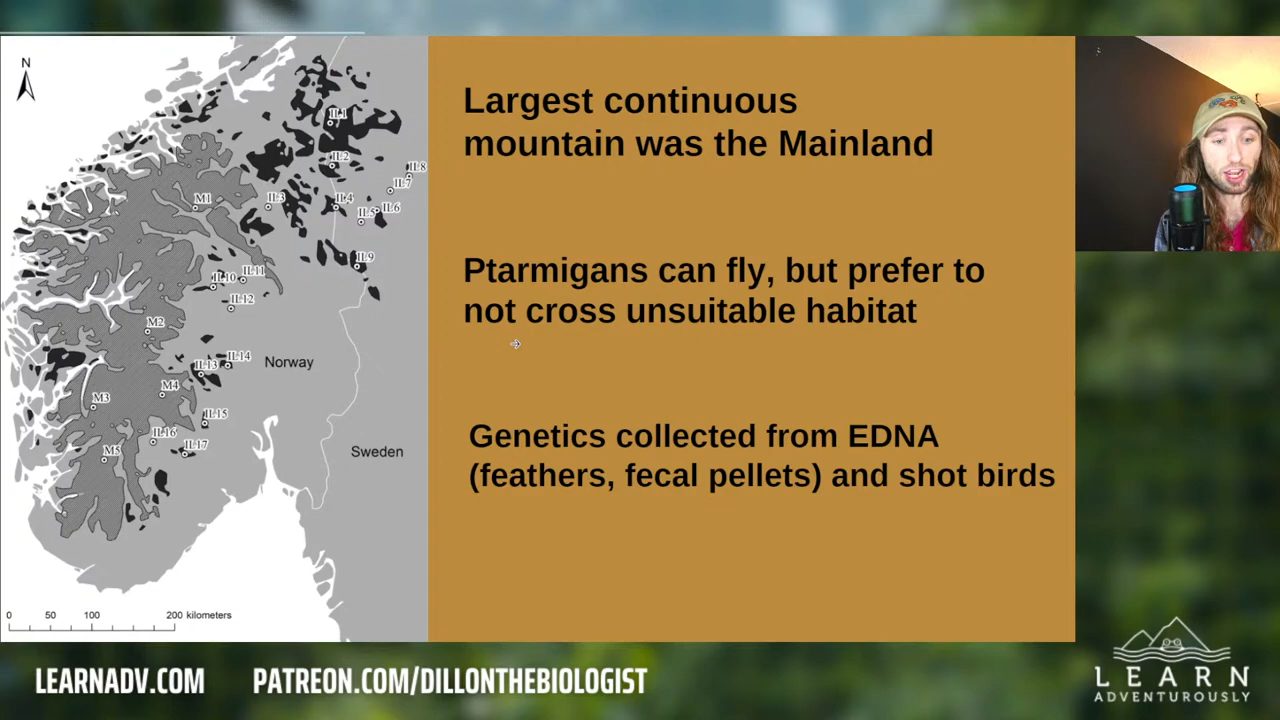 N
IL1
IL2
IL8
IL7
M1
IL3
IL4
IL6
IL5
IL9
IL10
IL11
IL12
M2
Norway
IL13
IL14
M4
M3
IL15
IL16
IL17
M5
Sweden
0 50 100 200 kilometers
Largest continuous
mountain was the Mainland
Ptarmigans can fly, but prefer to
not cross unsuitable habitat
Genetics collected from EDNA
(feathers, fecal pellets) and shot birds
LEARNADV.COM PATREON.COM/DILLONTHEBIOLOGIST
LEARN
ADVENTUROUSLY